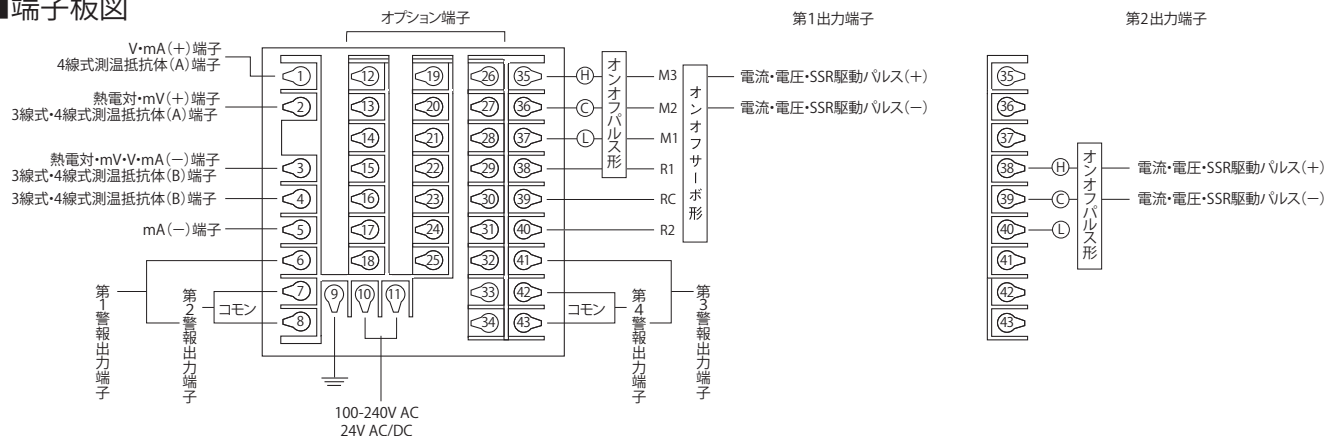 ■端子板図
オプション端子
第1出力端子
第2出力端子
V・mA(+)端子
4線式測温抵抗体(A)端子
熱電対・mV(+)端子
3線式・4線式測温抵抗体(A)端子
熱電対・mV・V・mA(-)端子
3線式・4線式測温抵抗体(B)端子
3線式・4線式測温抵抗体(B)端子
mA(-)端子
第1警報出力端子
第2警報出力端子
コモン
1
2
3
4
5
6
7
8
9
10
11
12
13
14
15
16
17
18
19
20
21
22
23
24
25
26
27
28
29
30
31
32
33
34
35
36
37
38
39
40
41
42
43
H
C
L
オンオフパルス形
M3
M2
M1
R1
RC
R2
オンオフサーボ形
電流・電圧・SSR駆動パルス(+)
電流・電圧・SSR駆動パルス(-)
コモン
第4警報出力端子
第3警報出力端子
100-240V AC
24V AC/DC
35
36
37
38
39
40
41
42
43
H
C
L
オンオフパルス形
電流・電圧・SSR駆動パルス(+)
電流・電圧・SSR駆動パルス(-)